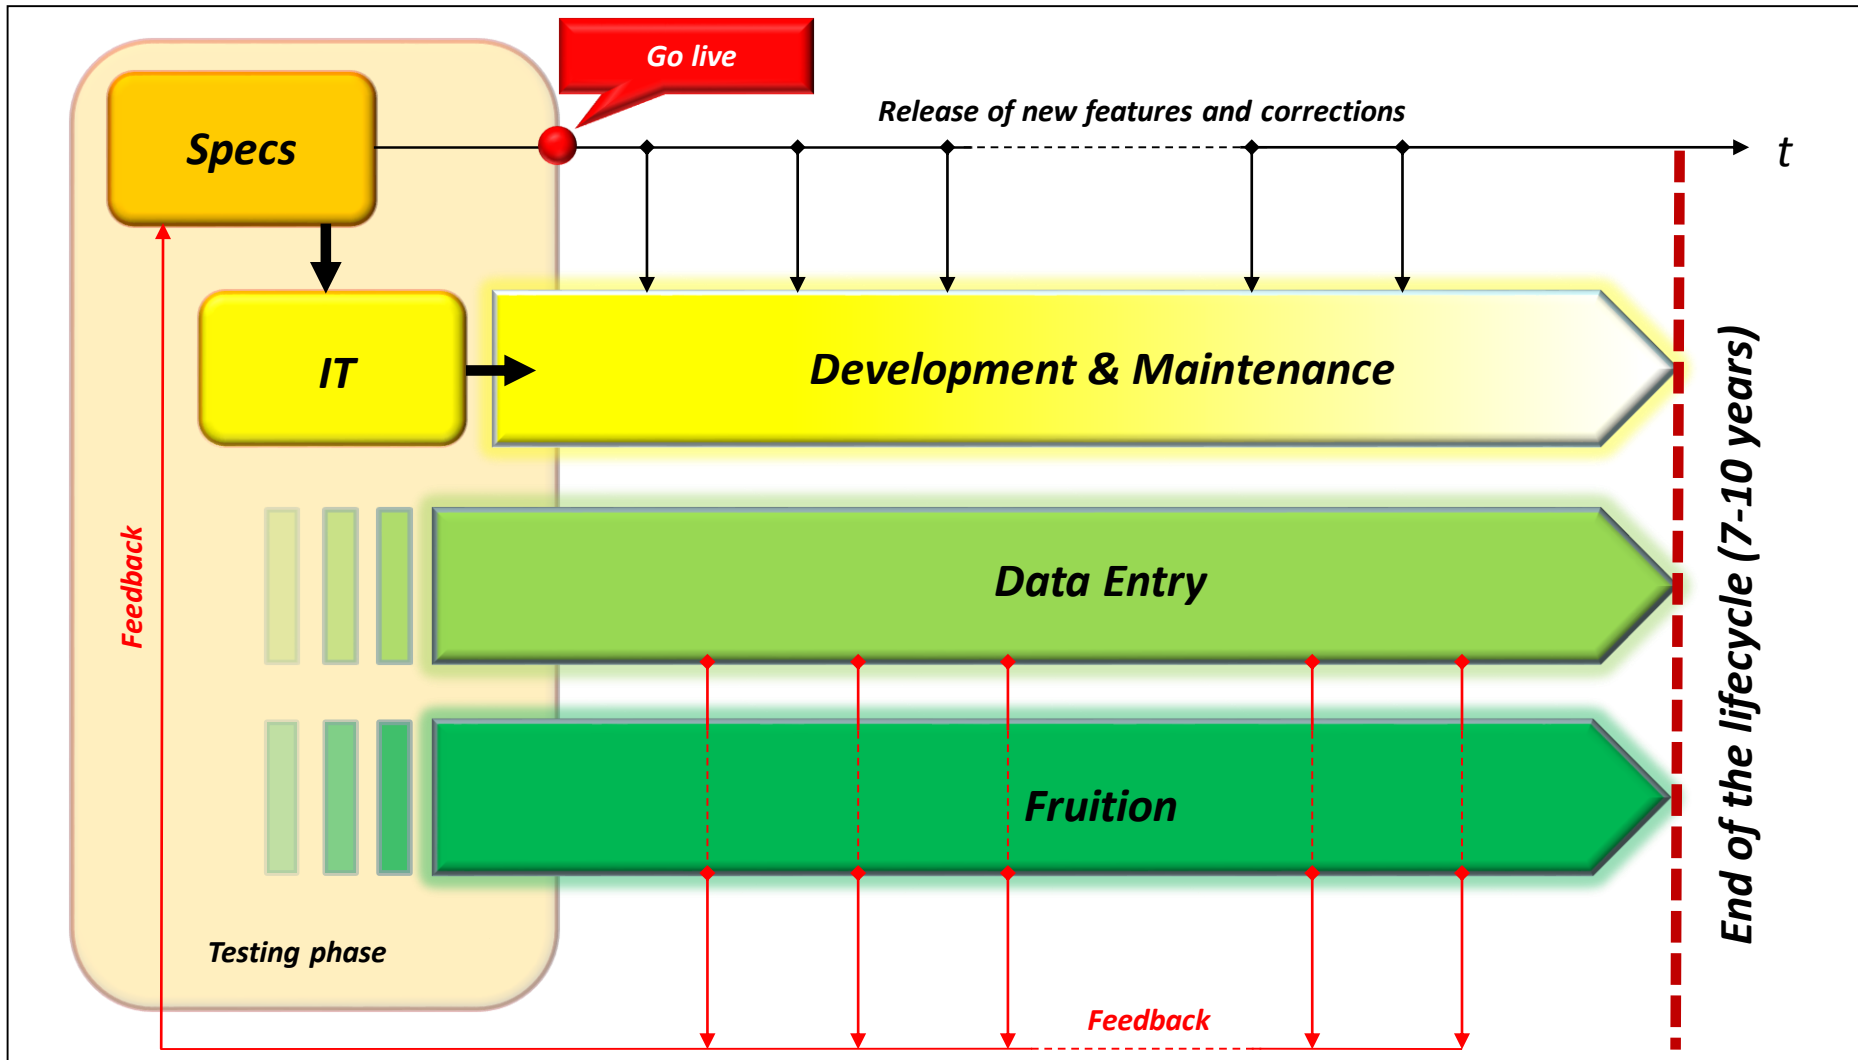 Go live
Release of new features and corrections
t
Specs
IT
Development & Maintenance
End of the lifecycle (7-10 years)
Feedback
Data Entry
Fruition
Testing phase
Feedback